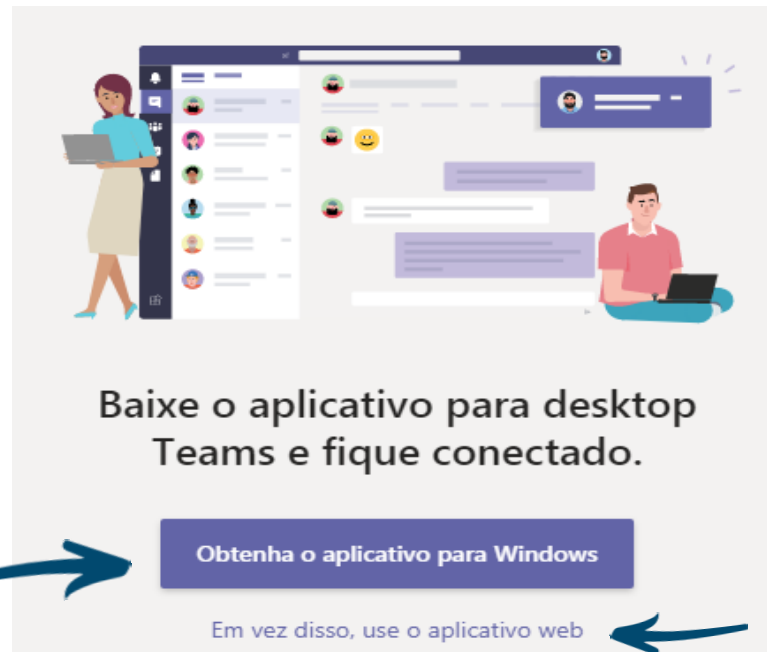 Baixe o aplicativo para desktop
Teams e fique conectado.
Obtenha o aplicativo para Windows
Em vez disso, use o aplicativo web